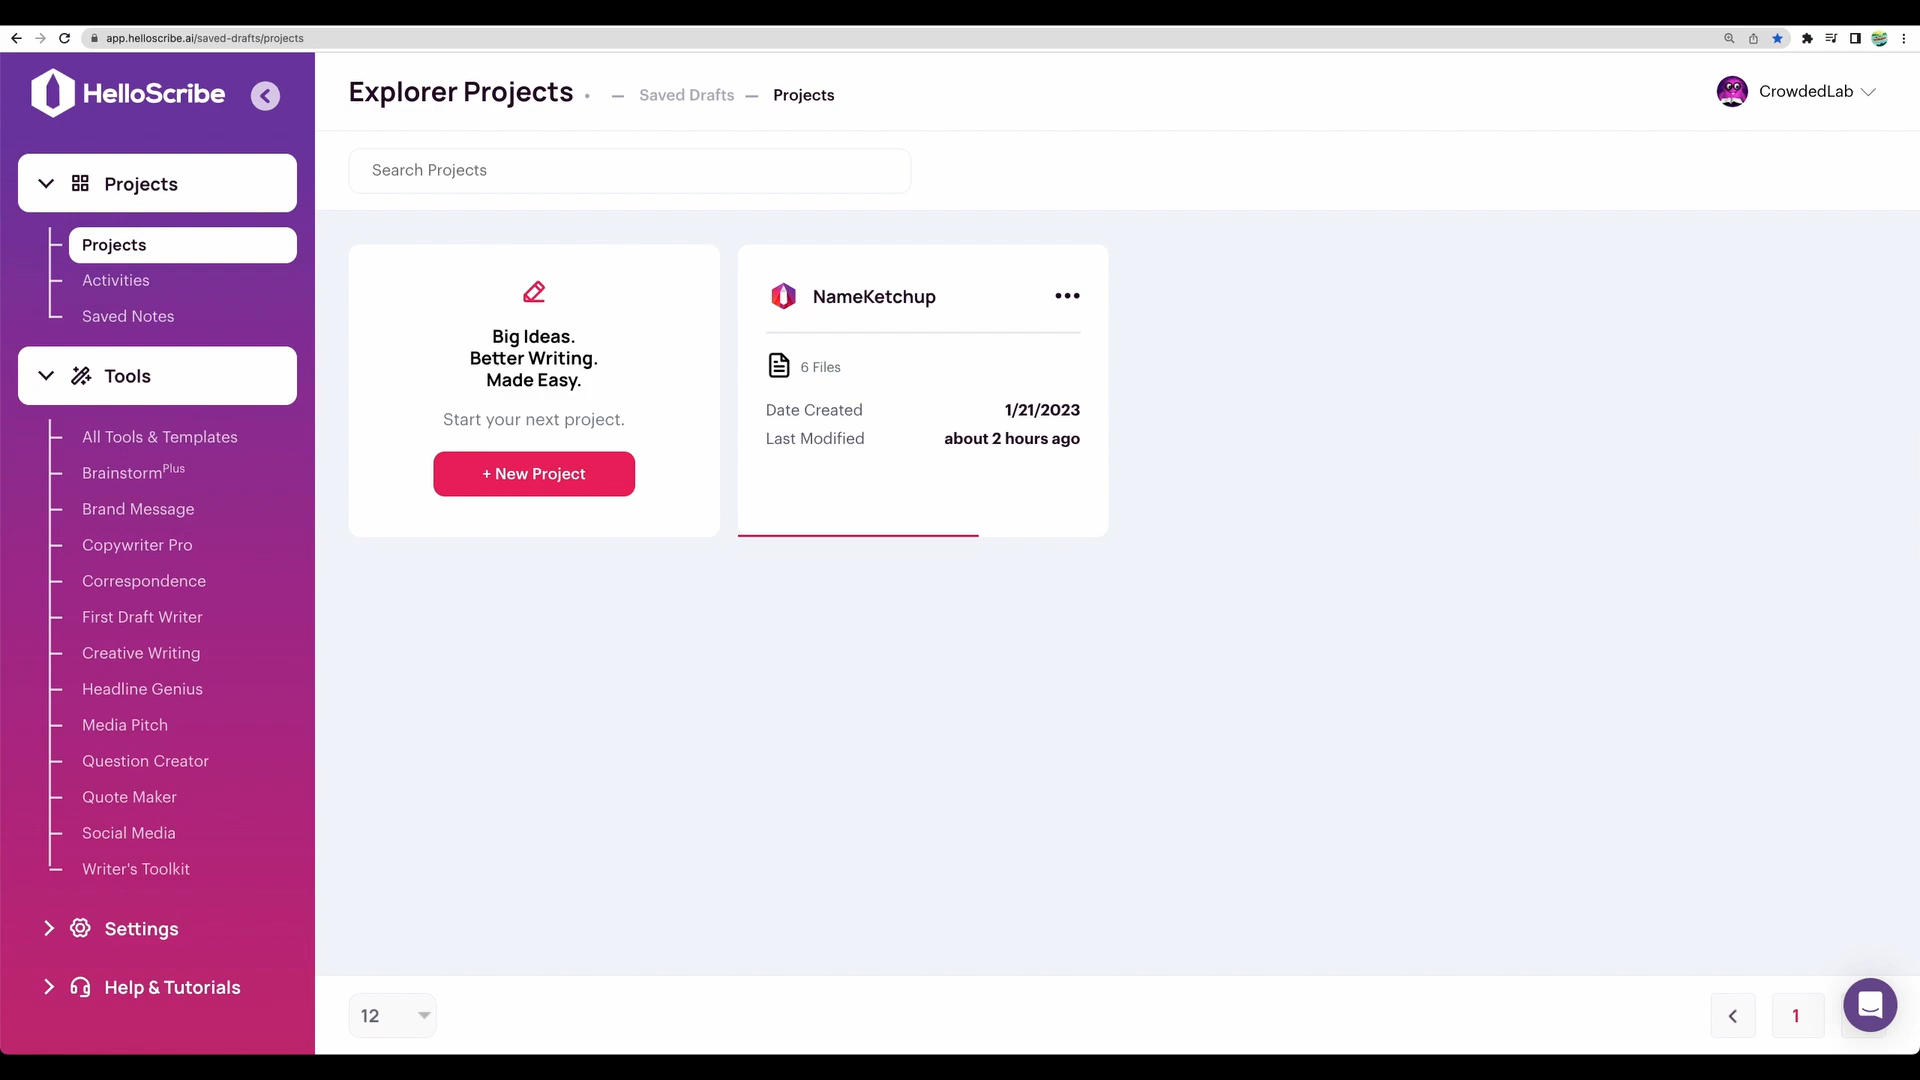 app.helloscribe.ai/saved-drafts/projects
HelloScribe
Explorer Projects • — Saved Drafts — Projects
CrowdedLab
Search Projects
Projects
Projects
Activities
Saved Notes
Tools
All Tools & Templates
BrainstormPlus
Brand Message
Copywriter Pro
Correspondence
First Draft Writer
Creative Writing
Headline Genius
Media Pitch
Question Creator
Quote Maker
Social Media
Writer's Toolkit
Settings
Help & Tutorials
Big Ideas.
Better Writing.
Made Easy.
Start your next project.
+ New Project
NameKetchup
6 Files
Date Created 1/21/2023
Last Modified about 2 hours ago
12
1